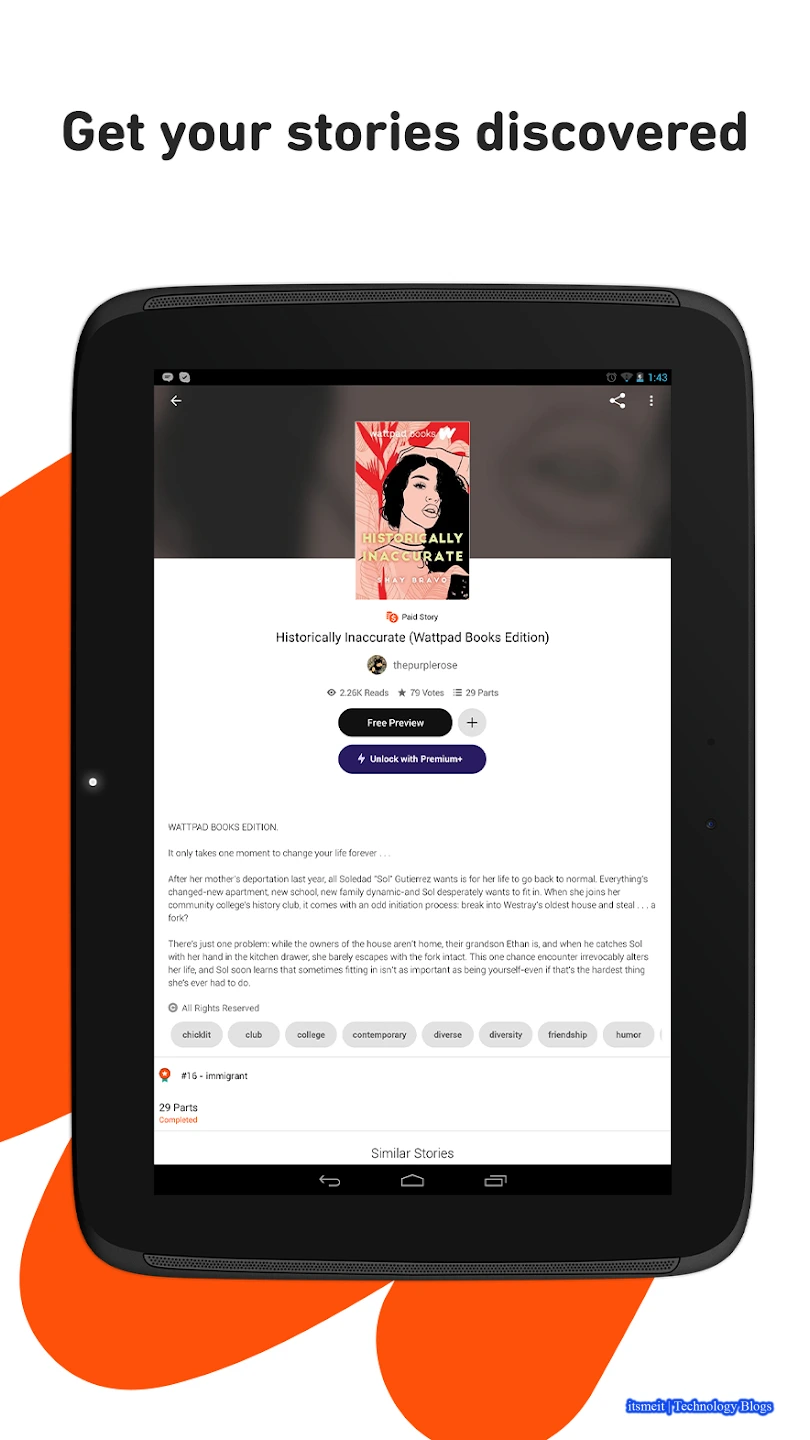 Get your stories discovered
1:43
wattpad books
HISTORICALLY
INACCURATE
SHAY BRAVO
Paid Story
Historically Inaccurate (Wattpad Books Edition)
thepurplerose
2.26K Reads 79 Votes 29 Parts
Free Preview
Unlock with Premium+
WATTPAD BOOKS EDITION.
It only takes one moment to change your life forever . . .
After her mother's deportation last year, all Soledad "Sol" Gutierrez wants is for her life to go back to normal. Everything's
changed-new apartment, new school, new family dynamic-and Sol desperately wants to fit in. When she joins her
community college's history club, it comes with an odd initiation process: break into Westray's oldest house and steal . . . a
fork?
There's just one problem: while the owners of the house aren't home, their grandson Ethan is, and when he catches Sol
with her hand in the kitchen drawer, she barely escapes with the fork intact. This one chance encounter irrevocably alters
her life, and Sol soon learns that sometimes fitting in isn't as important as being yourself-even if that's the hardest thing
she's ever had to do.
All Rights Reserved
chicklit club college contemporary diverse diversity friendship humor
#16 - immigrant
29 Parts
Completed
Similar Stories
itsmeit | Technology Blogs